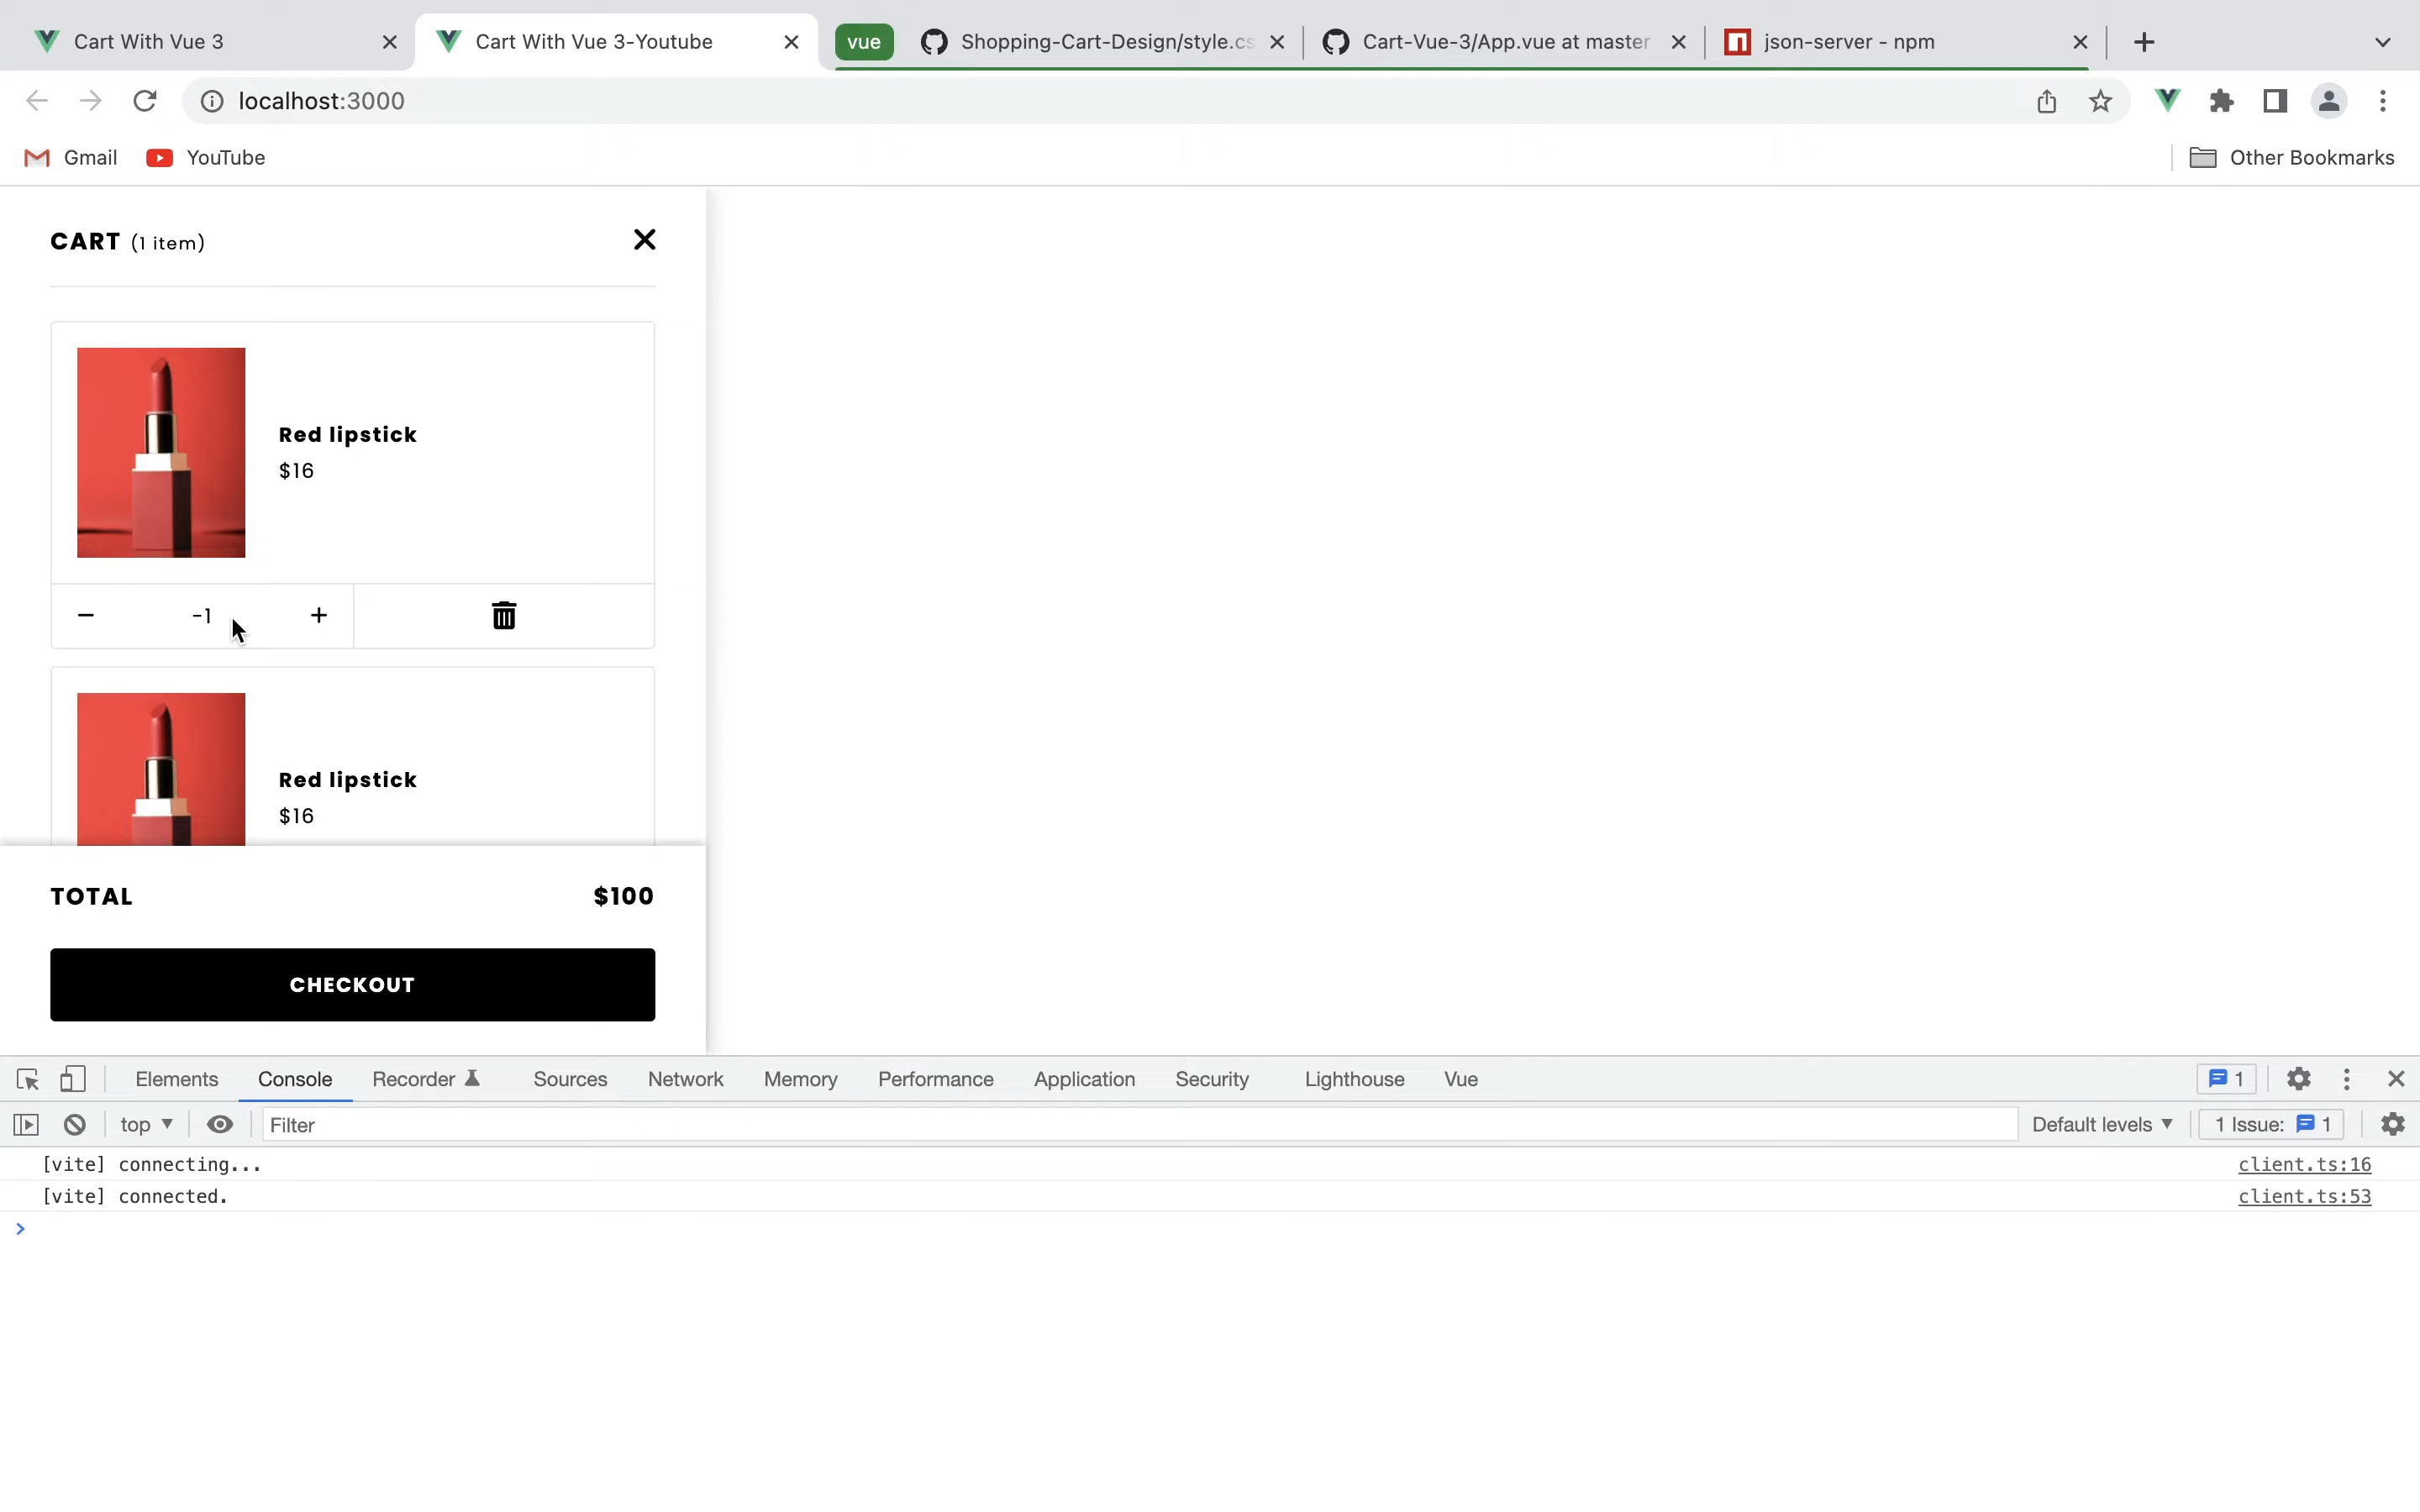 Cart With Vue 3
Cart With Vue 3-Youtube
vue
Shopping-Cart-Design/style.cs
Cart-Vue-3/App.vue at master
json-server - npm
localhost:3000
Gmail
YouTube
Other Bookmarks
CART (1 item)
Red lipstick
$16
- -1 +
Red lipstick
$16
TOTAL $100
CHECKOUT
Elements Console Recorder Sources Network Memory Performance Application Security Lighthouse Vue 1
top Filter Default levels 1 Issue: 1
[vite] connecting... client.ts:16
[vite] connected. client.ts:53